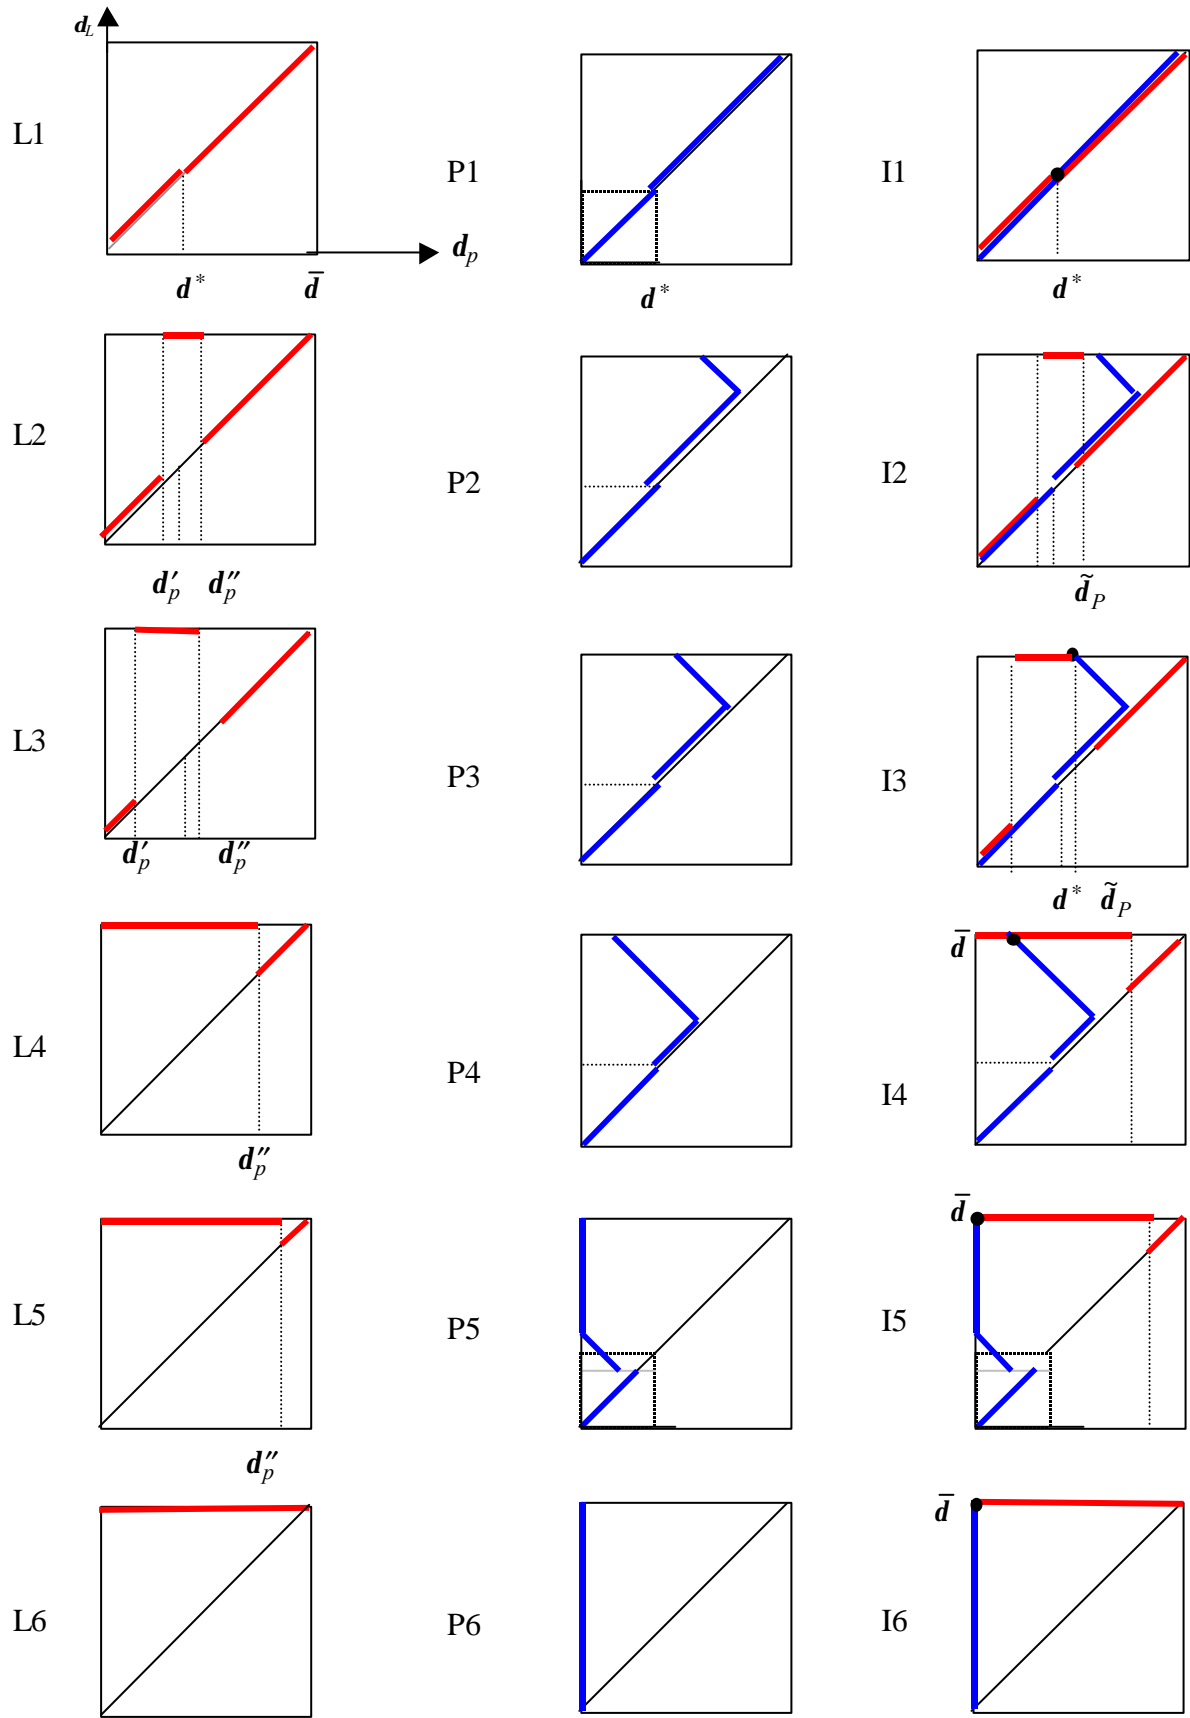 d_L
L1
P1
I1
d_p
d* d̄
d*
d*
L2
P2
I2
d′_p d″_p
d̃_P
L3
P3
I3
d′_p d″_p
d* d̃_P
d̄
L4
P4
I4
d″_p
d̄
L5
P5
I5
d″_p
d̄
L6
P6
I6